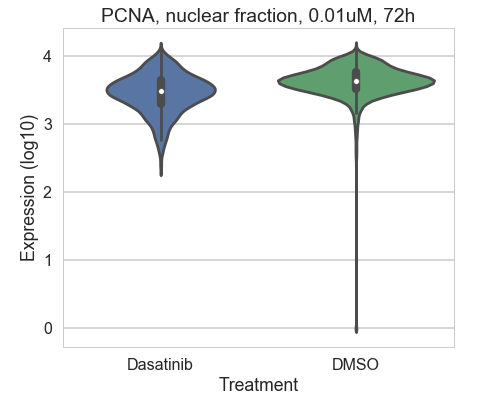 PCNA, nuclear fraction, 0.01uM, 72h
4
3
2
1
0
Expression (log10)
Dasatinib DMSO
Treatment